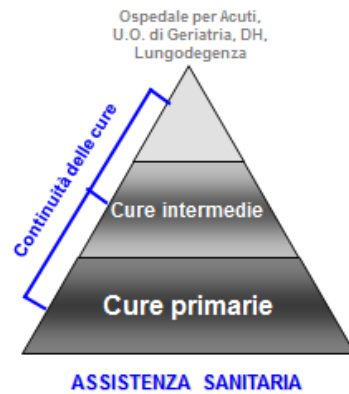 Ospedale per Acuti,
U.O. di Geriatria, DH,
Lungodegenza
Continuità delle cure
Cure intermedie
Cure primarie
ASSISTENZA SANITARIA